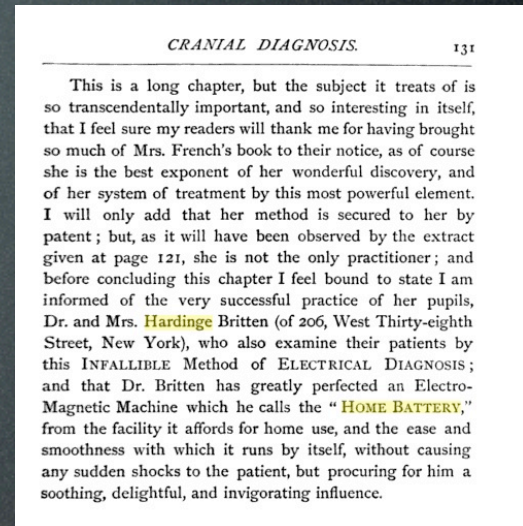 CRANIAL DIAGNOSIS. 131
This is a long chapter, but the subject it treats of is
so transcendentally important, and so interesting in itself,
that I feel sure my readers will thank me for having brought
so much of Mrs. French's book to their notice, as of course
she is the best exponent of her wonderful discovery, and
of her system of treatment by this most powerful element.
I will only add that her method is secured to her by
patent ; but, as it will have been observed by the extract
given at page 121, she is not the only practitioner ; and
before concluding this chapter I feel bound to state I am
informed of the very successful practice of her pupils,
Dr. and Mrs. Hardinge Britten (of 206, West Thirty-eighth
Street, New York), who also examine their patients by
this INFALLIBLE Method of ELECTRICAL DIAGNOSIS ;
and that Dr. Britten has greatly perfected an Electro-
Magnetic Machine which he calls the " HOME BATTERY,"
from the facility it affords for home use, and the ease and
smoothness with which it runs by itself, without causing
any sudden shocks to the patient, but procuring for him a
soothing, delightful, and invigorating influence.